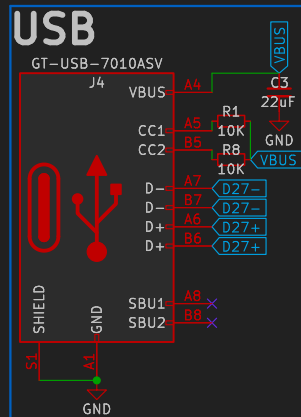 USB
GT-USB-7010ASV
J4
VBUS
VBUS
A4
C3
22uF
GND
CC1
A5
R1
10K
CC2
B5
R8
10K
VBUS
D-
A7
D27-
D-
B7
D27-
D+
A6
D27+
D+
B6
D27+
SBU1
A8
SBU2
B8
SHIELD
GND
S1
A1
GND